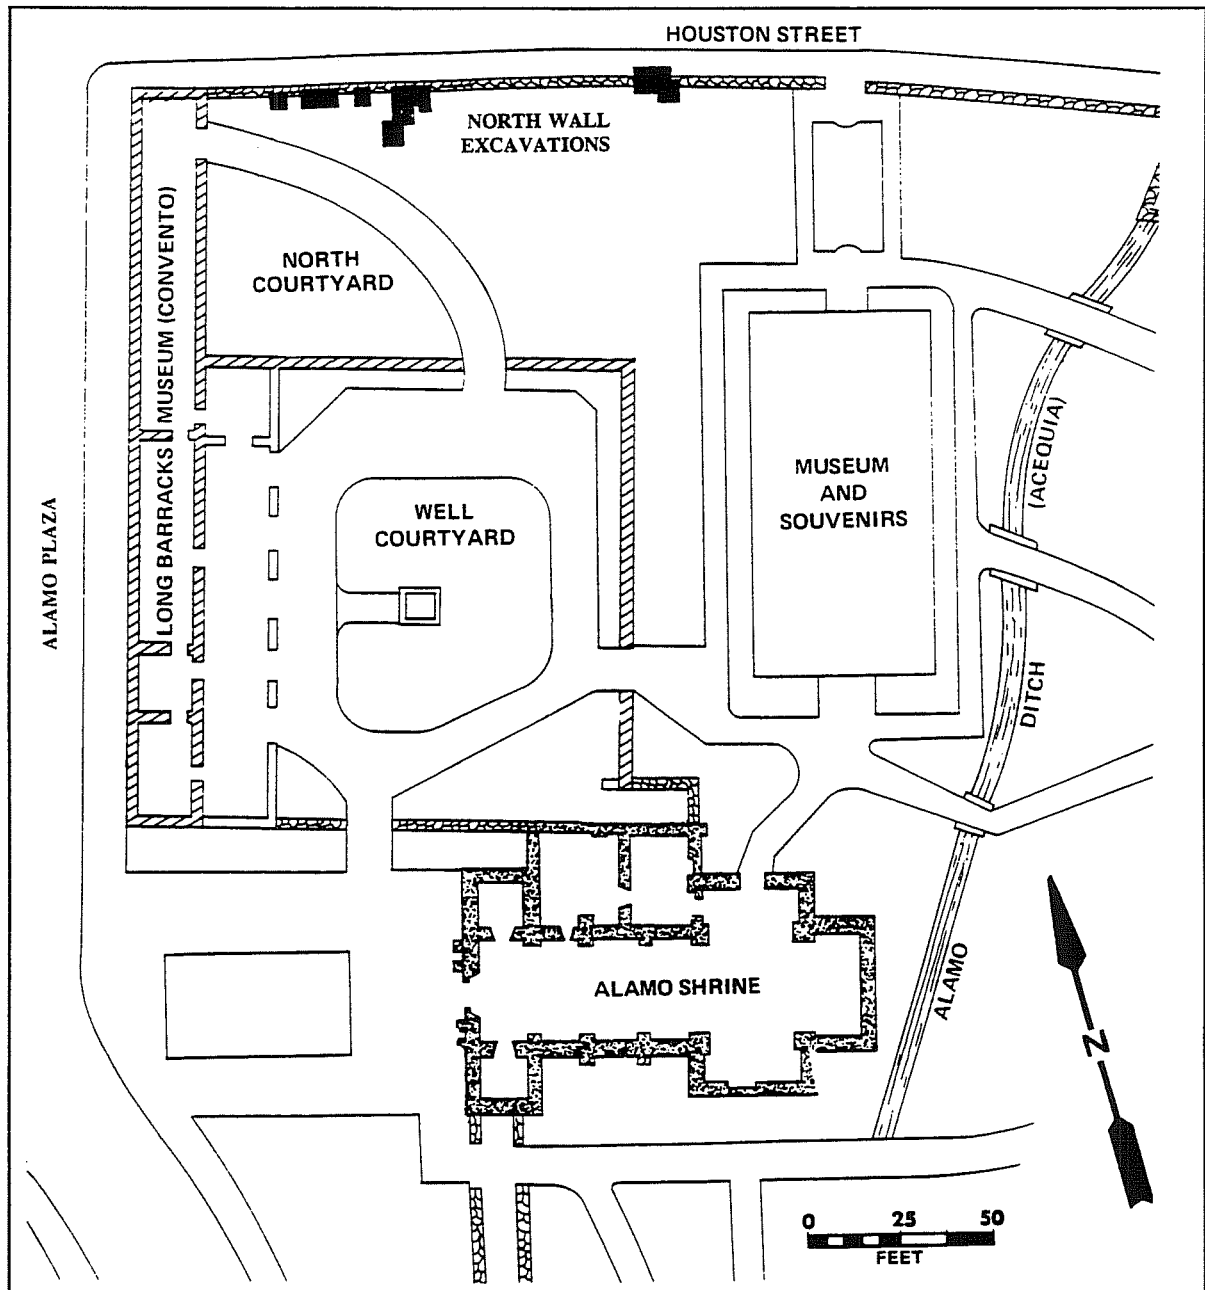 HOUSTON STREET
NORTH WALL
EXCAVATIONS
LONG BARRACKS MUSEUM (CONVENTO)
NORTH
COURTYARD
ALAMO PLAZA
WELL
COURTYARD
MUSEUM
AND
SOUVENIRS
(ACEQUIA)
DITCH
ALAMO
ALAMO SHRINE
N
0 25 50
FEET